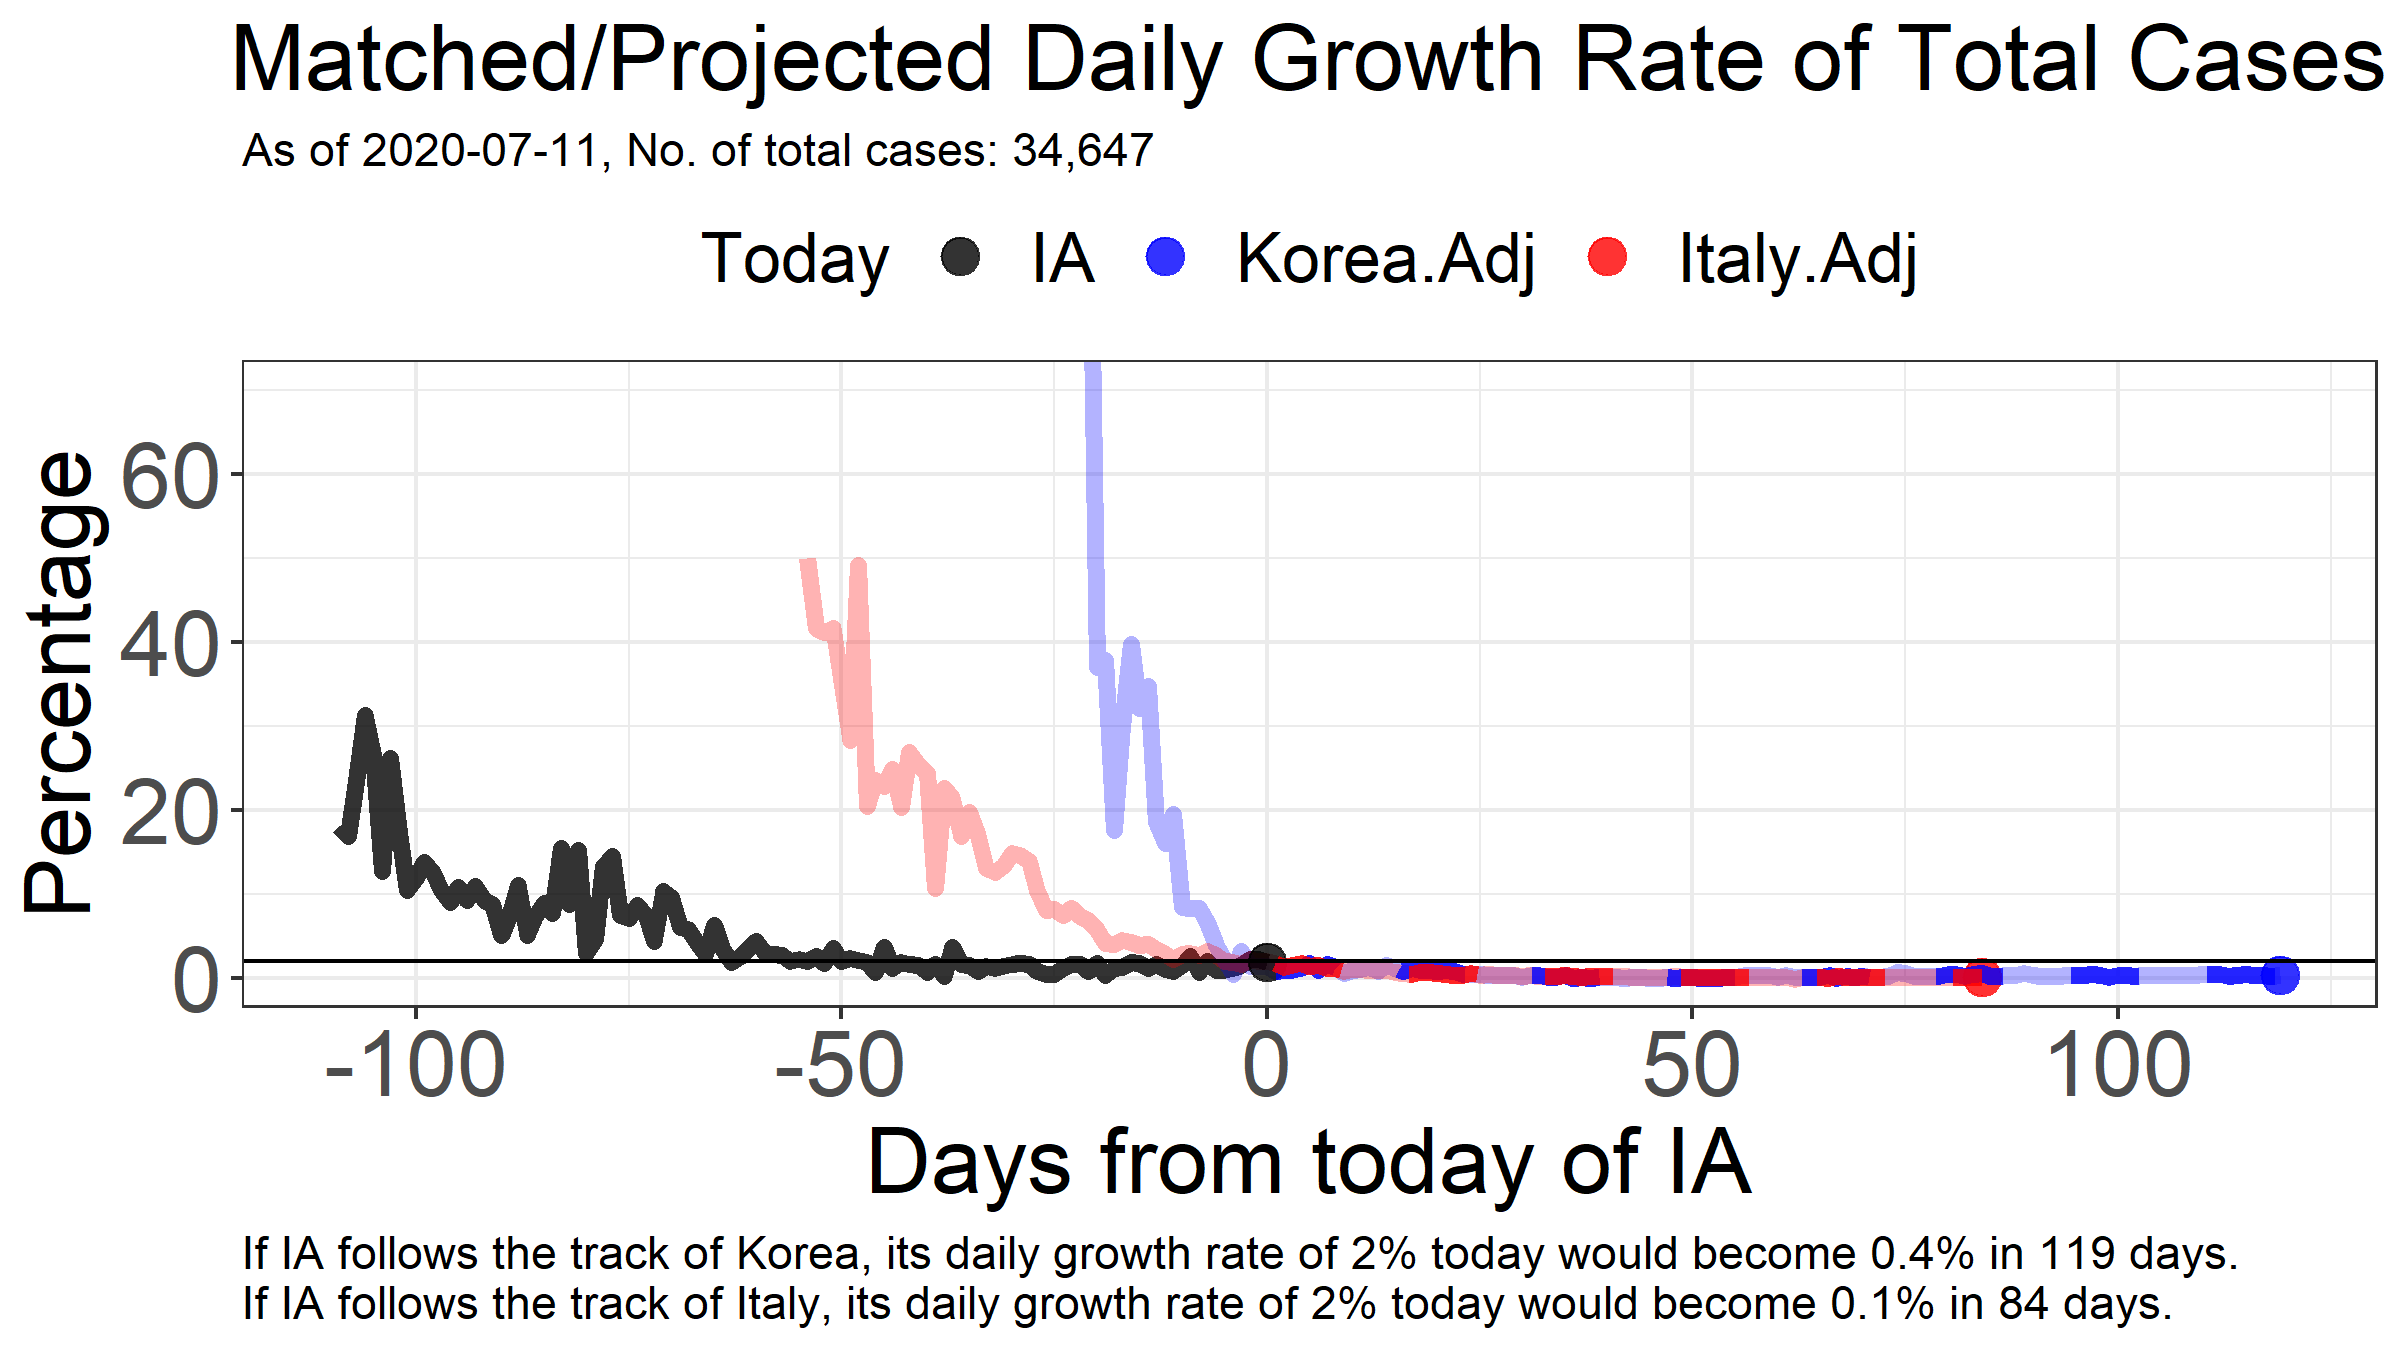 Matched/Projected Daily Growth Rate of Total Cases
As of 2020-07-11, No. of total cases: 34,647
Today IA Korea.Adj Italy.Adj
Percentage
60
40
20
0
-100 -50 0 50 100
Days from today of IA
If IA follows the track of Korea, its daily growth rate of 2% today would become 0.4% in 119 days.
If IA follows the track of Italy, its daily growth rate of 2% today would become 0.1% in 84 days.